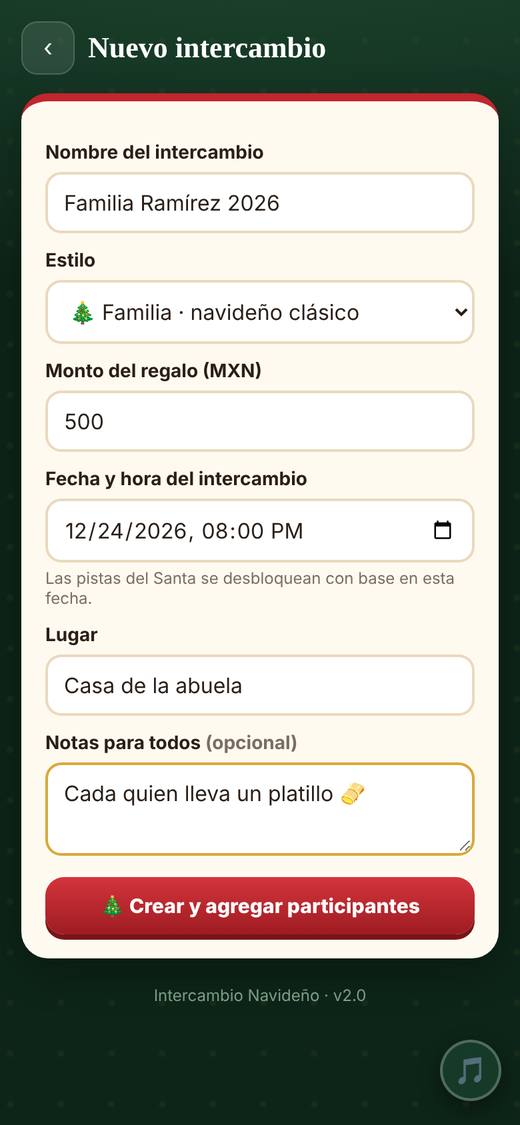 ‹ Nuevo intercambio
Nombre del intercambio
Familia Ramírez 2026
Estilo
🎄 Familia · navideño clásico
Monto del regalo (MXN)
500
Fecha y hora del intercambio
12/24/2026, 08:00 PM
Las pistas del Santa se desbloquean con base en esta
fecha.
Lugar
Casa de la abuela
Notas para todos (opcional)
Cada quien lleva un platillo 🫔
🎄 Crear y agregar participantes
Intercambio Navideño · v2.0
🎵